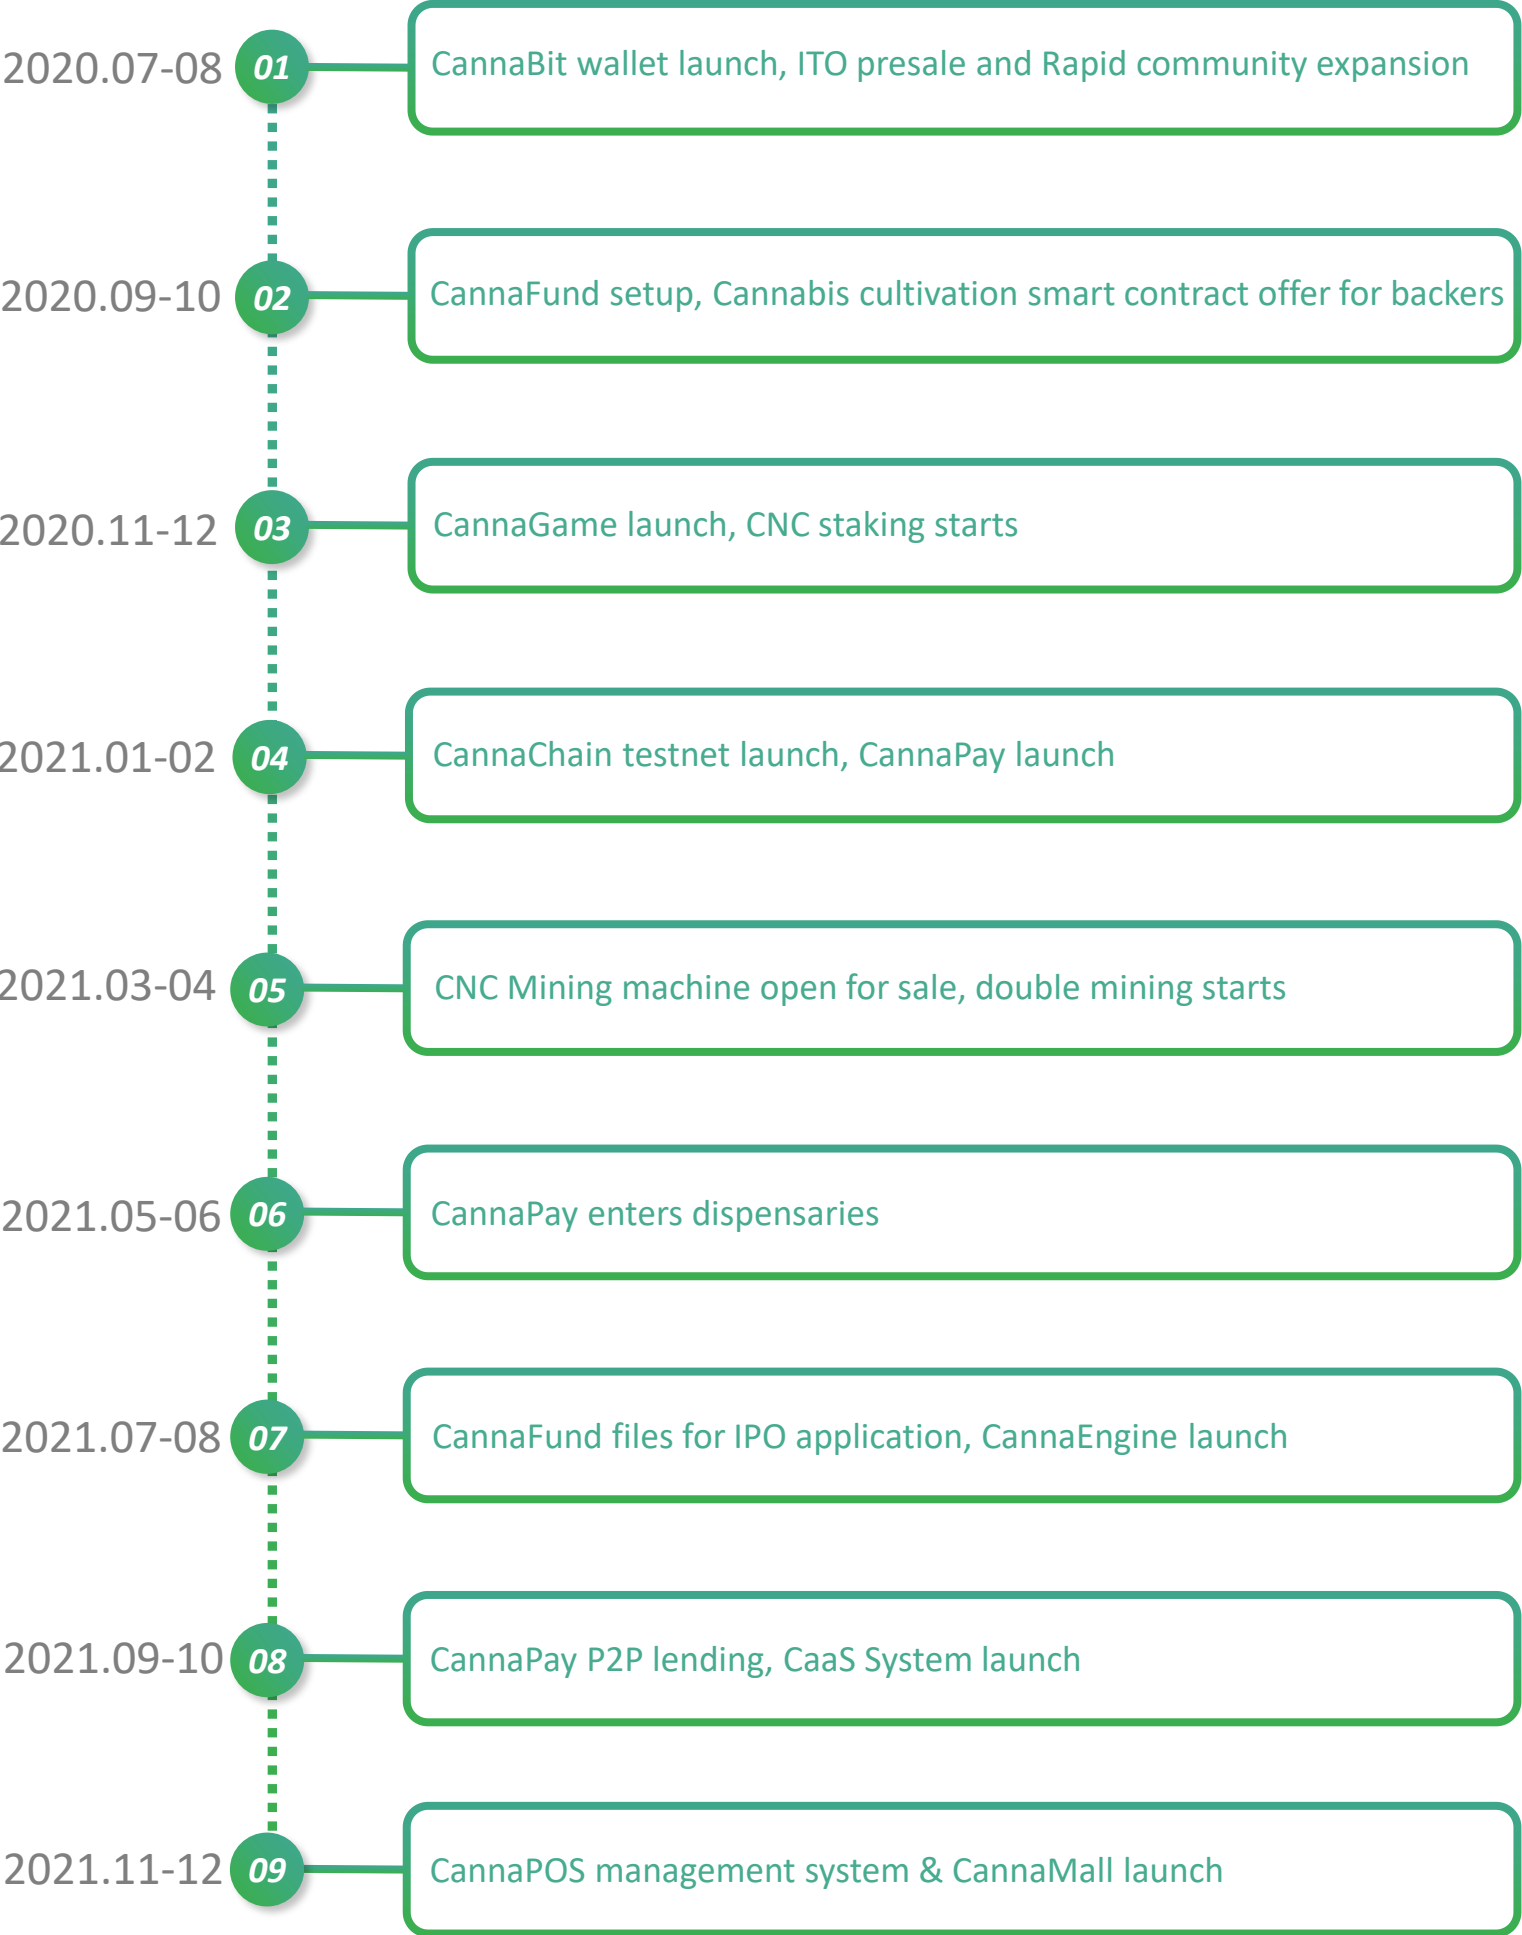 2020.07-08 01 CannaBit wallet launch, ITO presale and Rapid community expansion
2020.09-10 02 CannaFund setup, Cannabis cultivation smart contract offer for backers
2020.11-12 03 CannaGame launch, CNC staking starts
2021.01-02 04 CannaChain testnet launch, CannaPay launch
2021.03-04 05 CNC Mining machine open for sale, double mining starts
2021.05-06 06 CannaPay enters dispensaries
2021.07-08 07 CannaFund files for IPO application, CannaEngine launch
2021.09-10 08 CannaPay P2P lending, CaaS System launch
2021.11-12 09 CannaPOS management system & CannaMall launch